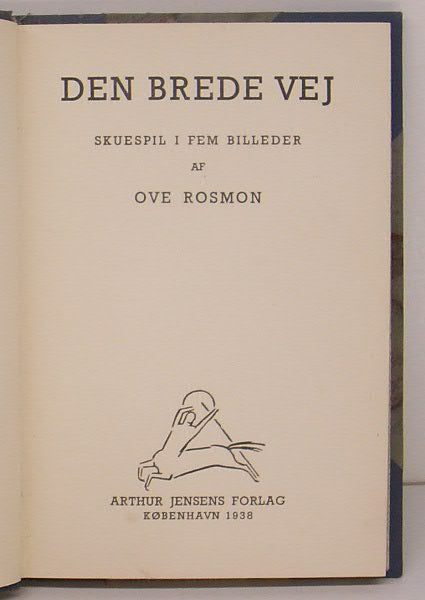 DEN BREDE VEJ
SKUESPIL I FEM BILLEDER
AF
OVE ROSMON
ARTHUR JENSENS FORLAG
KØBENHAVN 1938